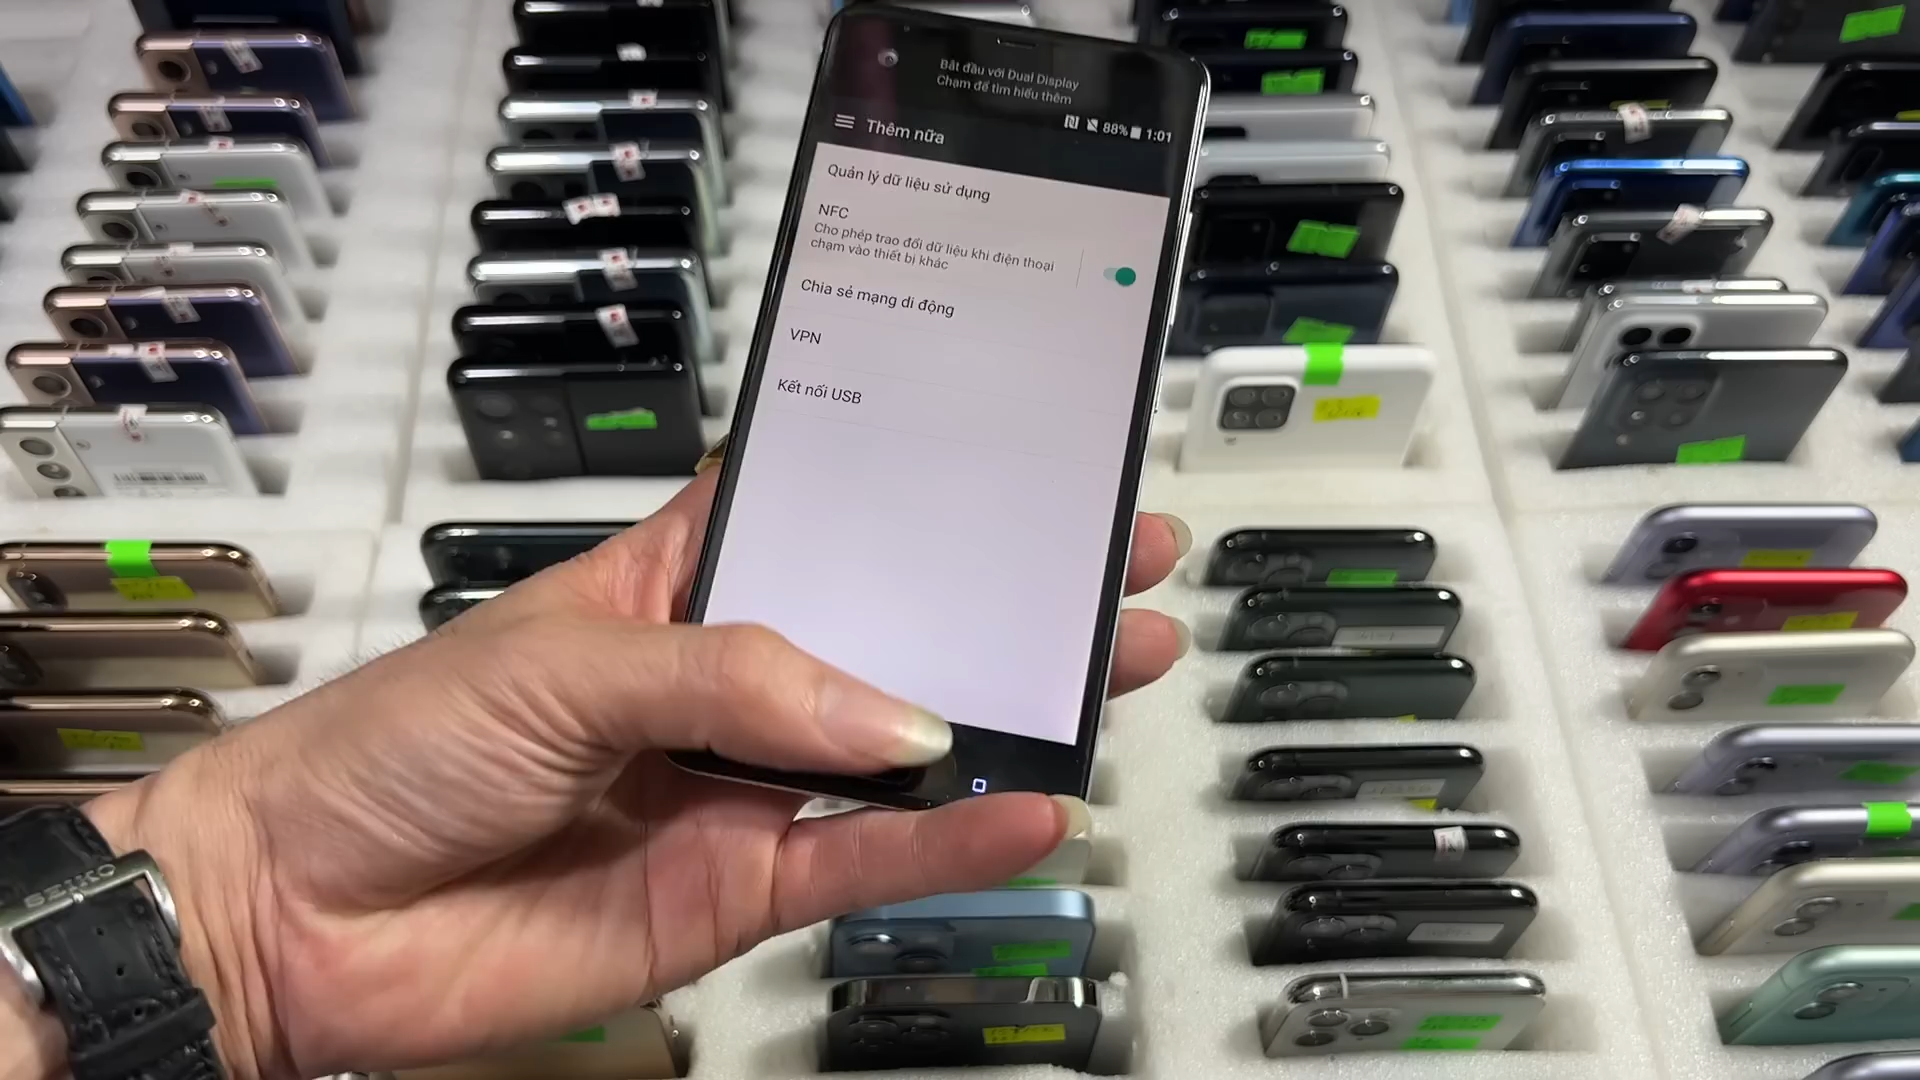 Bắt đầu với Dual Display
Chạm để tìm hiểu thêm
88% 1:01
Thêm nữa
Quản lý dữ liệu sử dụng
NFC
Cho phép trao đổi dữ liệu khi điện thoại
chạm vào thiết bị khác
Chia sẻ mạng di động
VPN
Kết nối USB
SEIKO